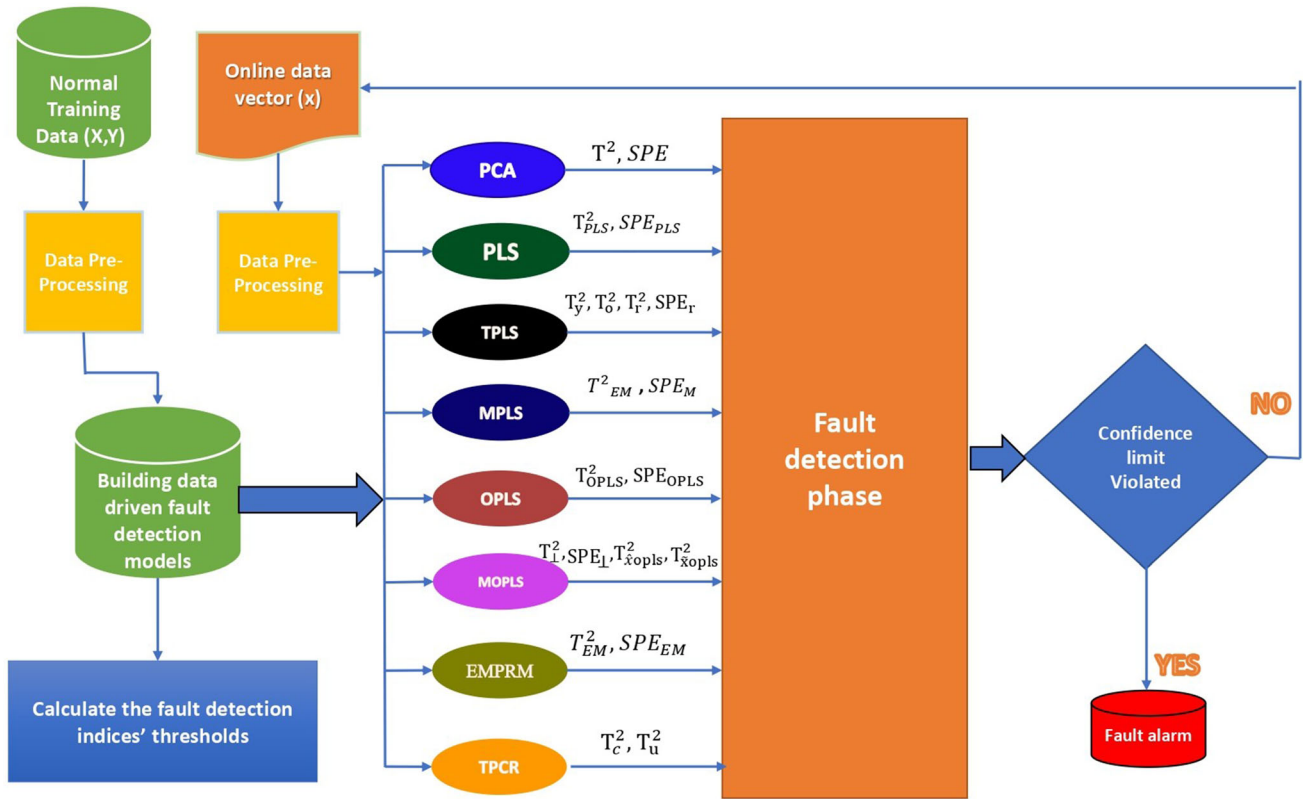 Normal
Training
Data (X,Y)
Online data
vector (x)
Data Pre-
Processing
Data Pre-
Processing
Building data
driven fault
detection
models
Calculate the fault detection
indices’ thresholds
PCA
T², SPE
PLS
T²_PLS, SPE_PLS
TPLS
T²_y, T²_o, T²_r, SPE_r
MPLS
T²_EM , SPE_M
OPLS
T²_OPLS, SPE_OPLS
MOPLS
T²_⊥, SPE_⊥, T²_x̂opls, T²_x̃opls
EMPRM
T²_EM, SPE_EM
TPCR
T²_c, T²_u
Fault
detection
phase
Confidence
limit
Violated
NO
YES
Fault alarm